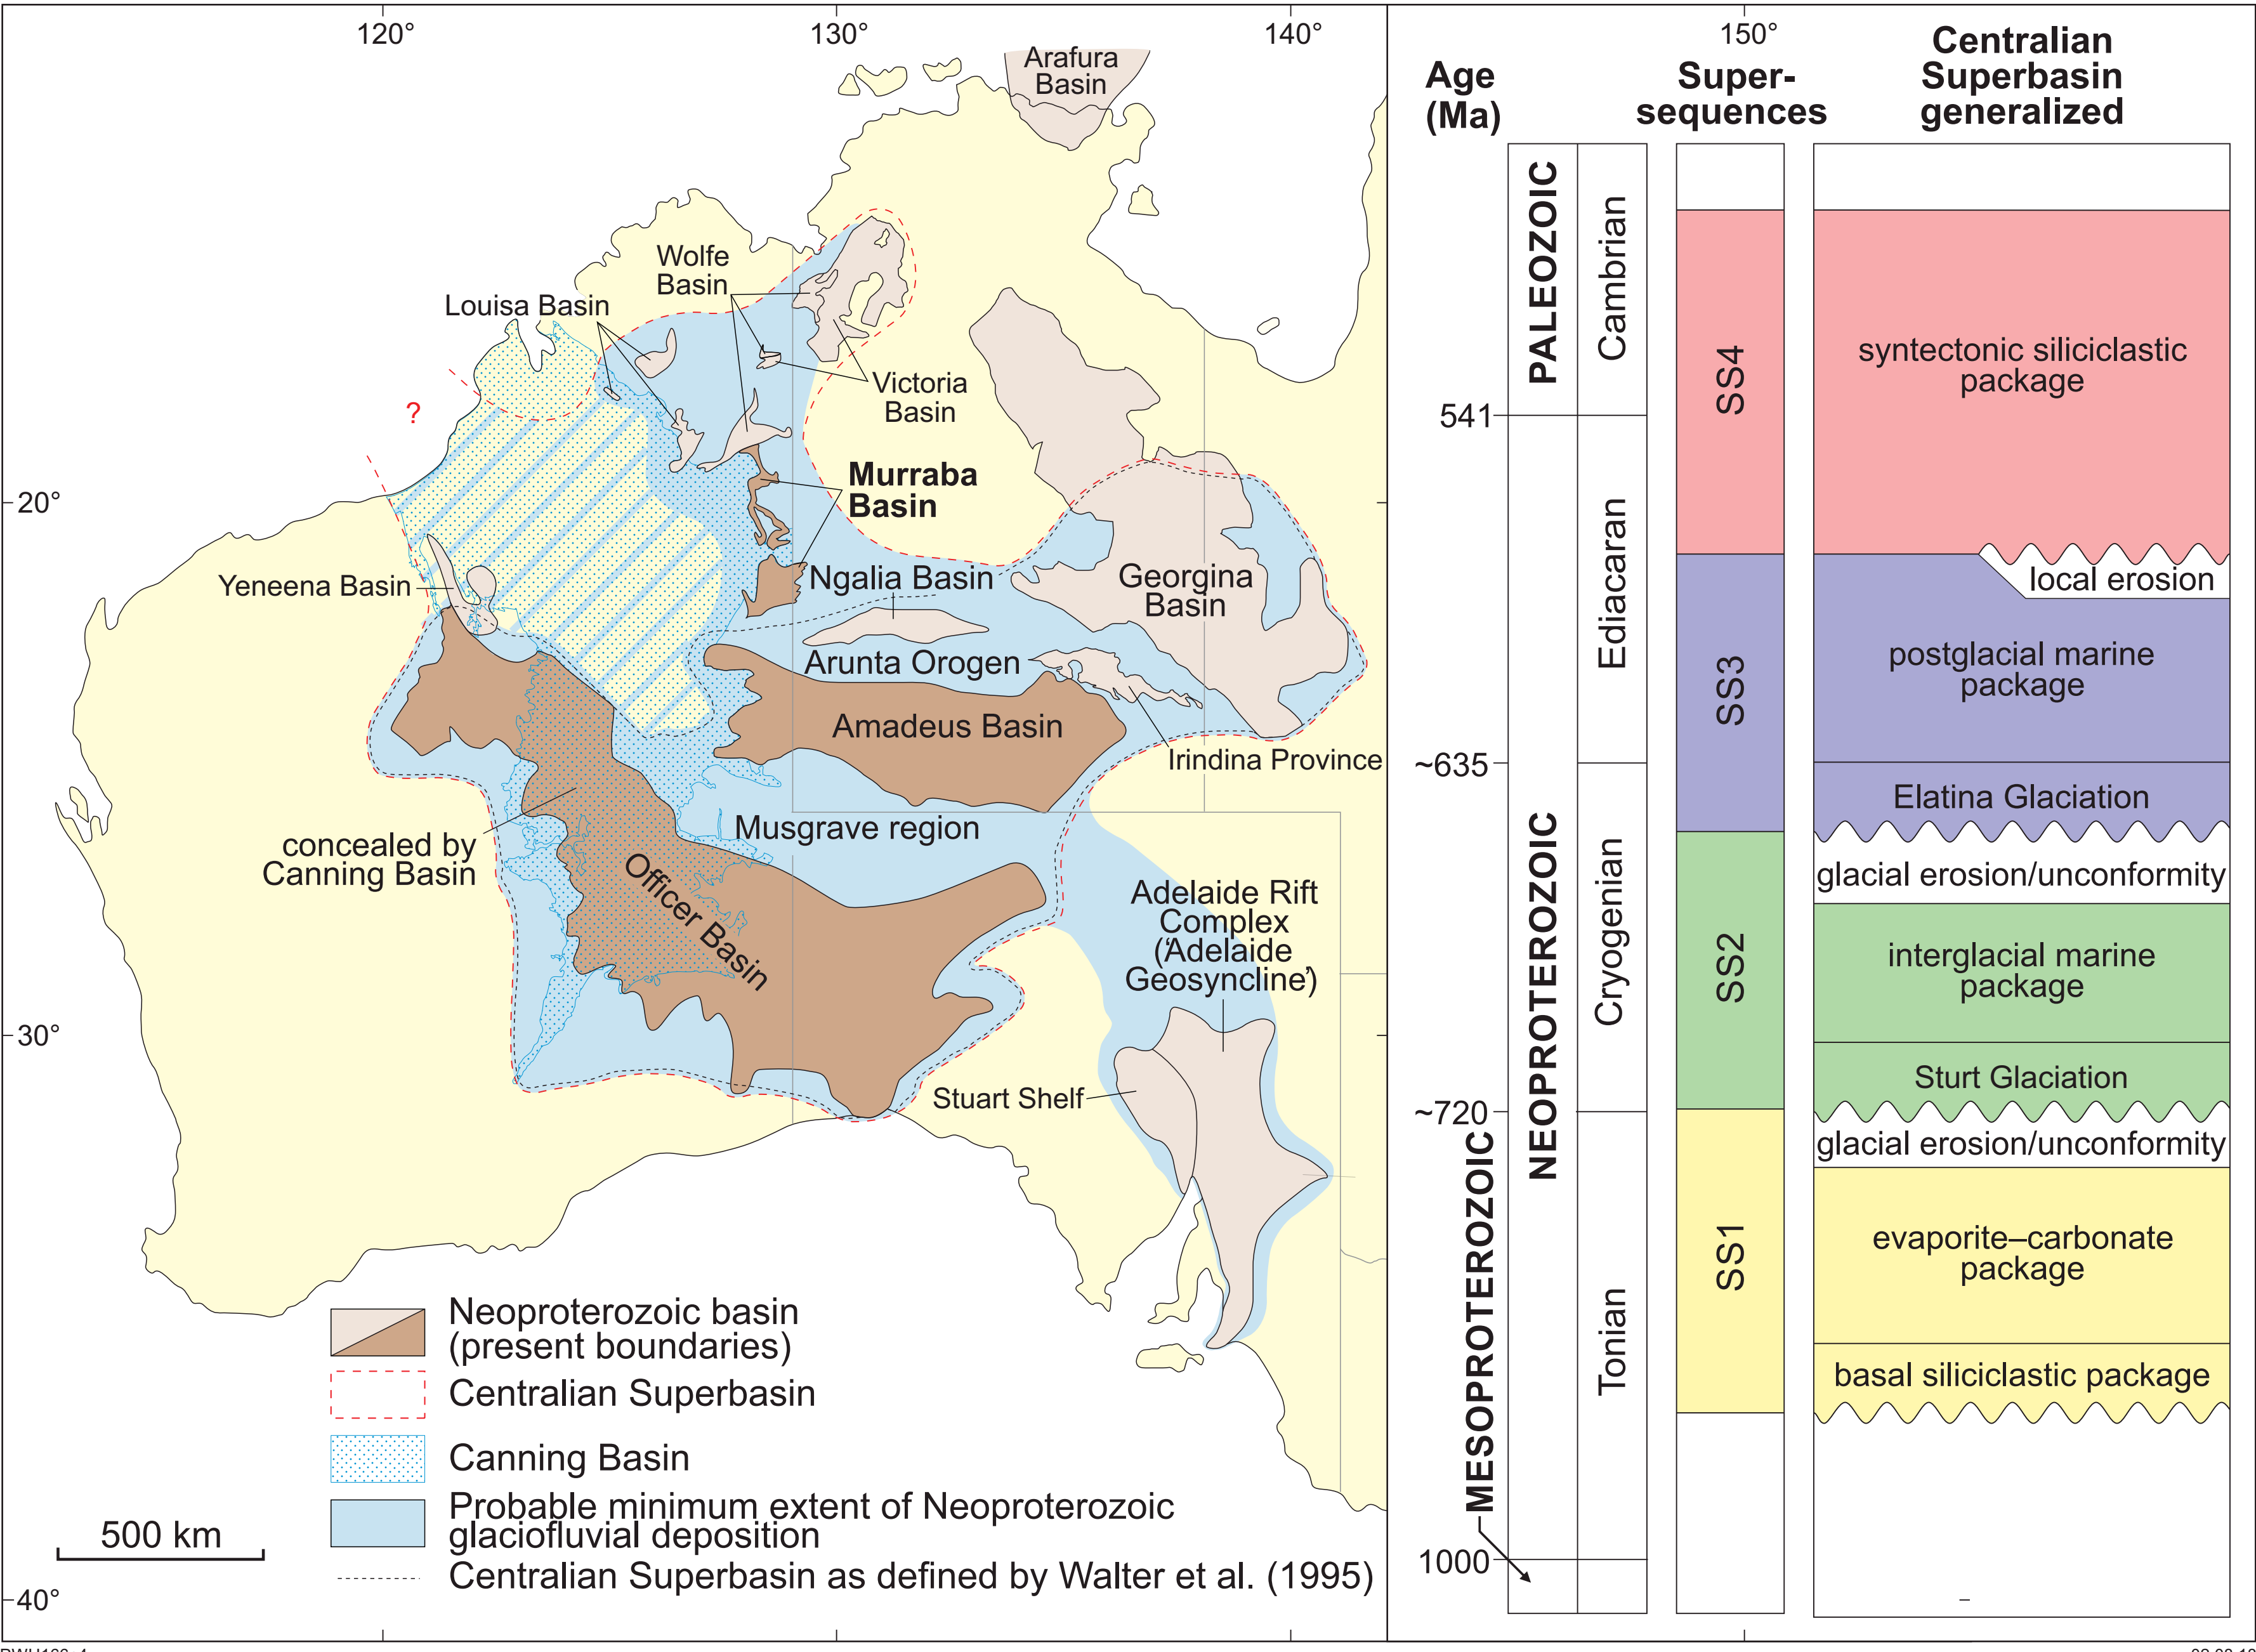 120°
130°
140°
150°
20°
30°
40°
Arafura
Basin
Wolfe
Basin
Louisa Basin
Victoria
Basin
?
Murraba
Basin
Yeneena Basin
Ngalia Basin
Georgina
Basin
Arunta Orogen
Amadeus Basin
Irindina Province
Musgrave region
concealed by
Canning Basin
Officer Basin
Adelaide Rift
Complex
(‘Adelaide
Geosyncline’)
Stuart Shelf
Neoproterozoic basin
(present boundaries)
Centralian Superbasin
Canning Basin
Probable minimum extent of Neoproterozoic
glaciofluvial deposition
Centralian Superbasin as defined by Walter et al. (1995)
500 km
Age
(Ma)
Super-
sequences
Centralian
Superbasin
generalized
541
~635
~720
1000
PALEOZOIC
NEOPROTEROZOIC
MESOPROTEROZOIC
Cambrian
Ediacaran
Cryogenian
Tonian
SS4
SS3
SS2
SS1
syntectonic siliciclastic
package
local erosion
postglacial marine
package
Elatina Glaciation
glacial erosion/unconformity
interglacial marine
package
Sturt Glaciation
glacial erosion/unconformity
evaporite–carbonate
package
basal siliciclastic package